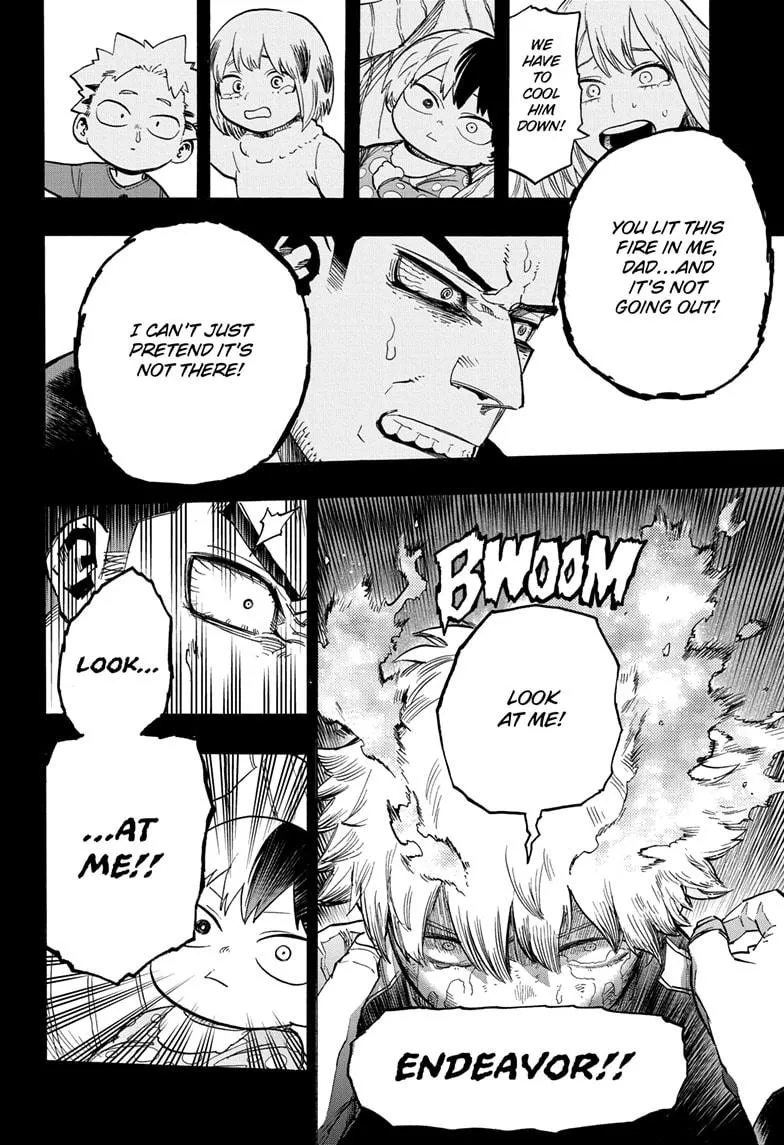 WE
HAVE
TO
COOL
HIM
DOWN!
YOU LIT THIS
FIRE IN ME,
DAD...AND
IT'S NOT
GOING OUT!
I CAN'T JUST
PRETEND IT'S
NOT THERE!
BWOOM
LOOK
AT ME!
ENDEAVOR!!
LOOK...
...AT
ME!!